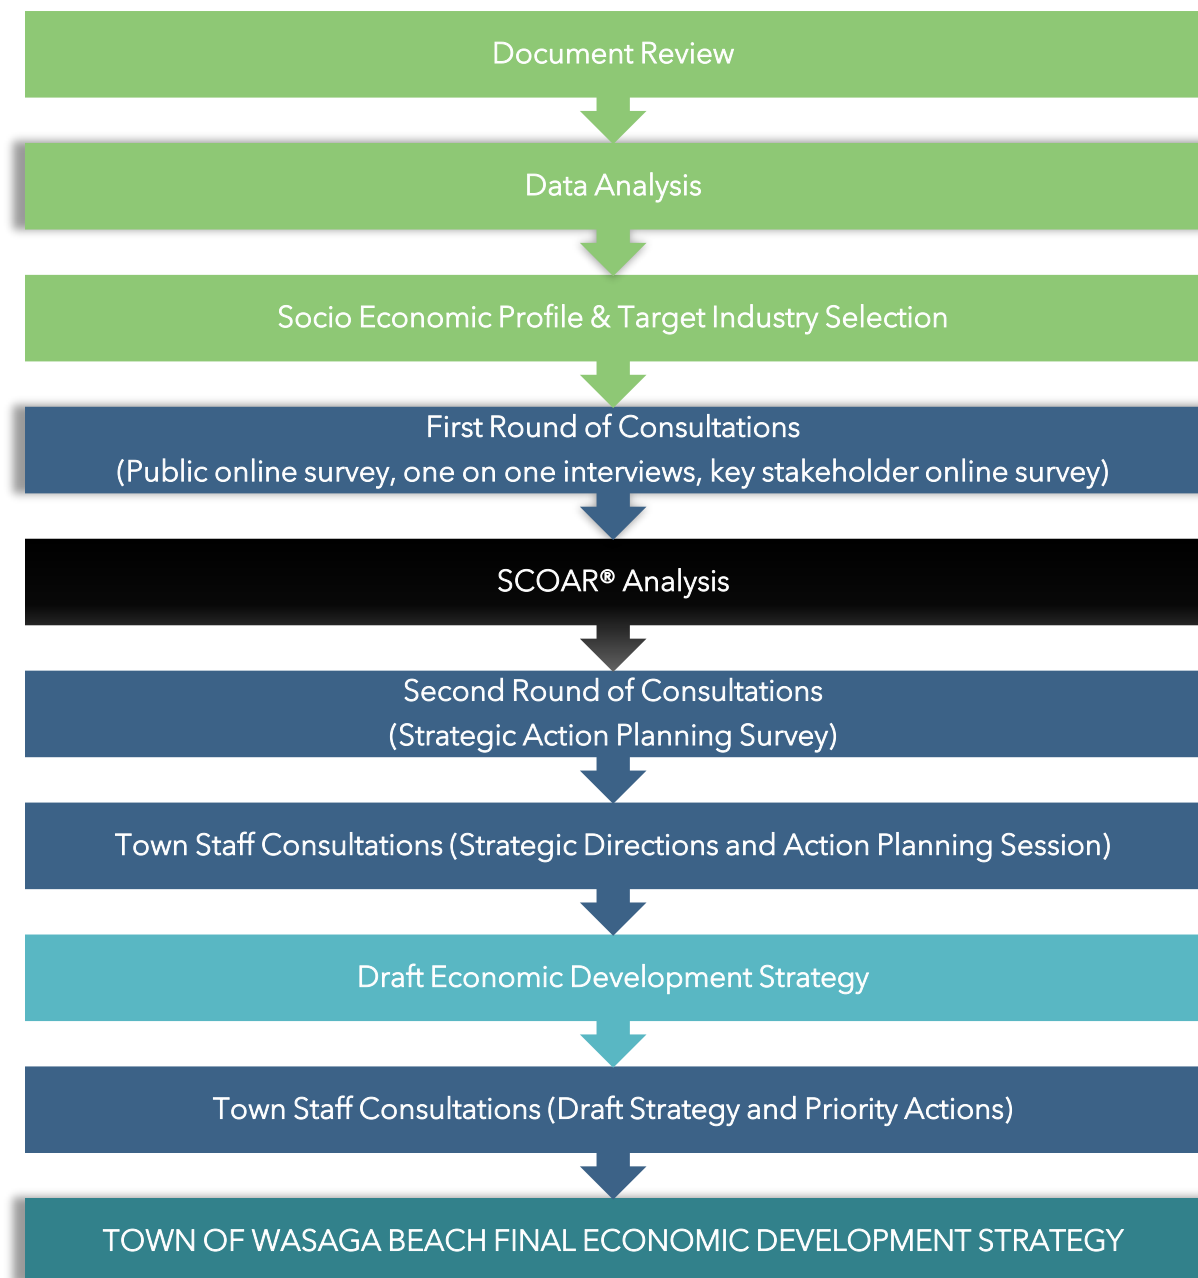 Document Review
Data Analysis
Socio Economic Profile & Target Industry Selection
First Round of Consultations
(Public online survey, one on one interviews, key stakeholder online survey)
SCOAR® Analysis
Second Round of Consultations
(Strategic Action Planning Survey)
Town Staff Consultations (Strategic Directions and Action Planning Session)
Draft Economic Development Strategy
Town Staff Consultations (Draft Strategy and Priority Actions)
TOWN OF WASAGA BEACH FINAL ECONOMIC DEVELOPMENT STRATEGY